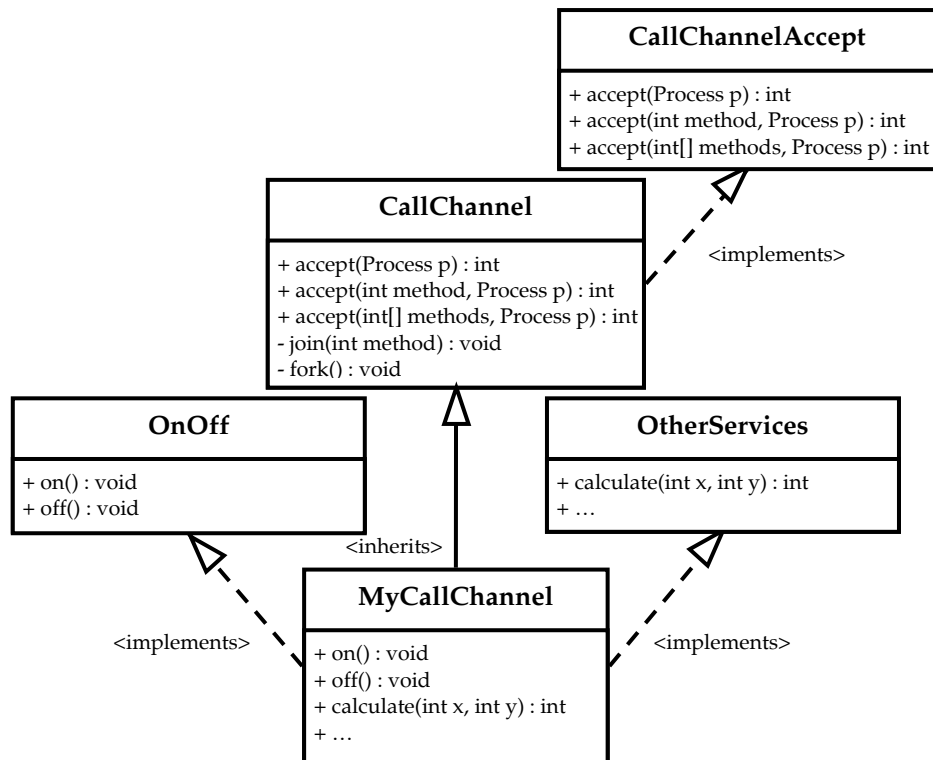 CallChannelAccept
+ accept(Process p) : int
+ accept(int method, Process p) : int
+ accept(int[] methods, Process p) : int
CallChannel
+ accept(Process p) : int
+ accept(int method, Process p) : int
+ accept(int[] methods, Process p) : int
- join(int method) : void
- fork() : void
<implements>
OnOff
+ on() : void
+ off() : void
OtherServices
+ calculate(int x, int y) : int
+ …
<inherits>
MyCallChannel
+ on() : void
+ off() : void
+ calculate(int x, int y) : int
+ …
<implements>
<implements>